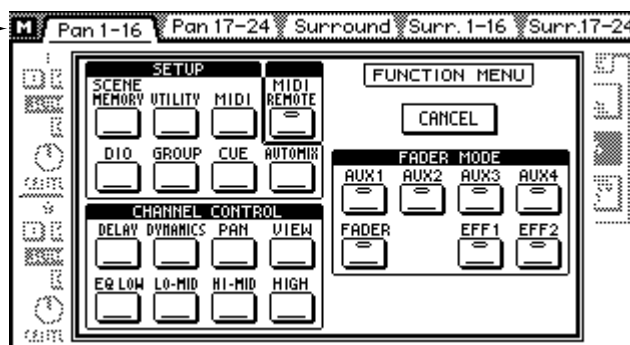 M Pan 1-16 Pan 17-24 Surround Surr. 1-16 Surr.17-24
SETUP
SCENE MEMORY UTILITY MIDI MIDI REMOTE
DIO GROUP CUE AUTOMIX
CHANNEL CONTROL
DELAY DYNAMICS PAN VIEW
EQ LOW LO-MID HI-MID HIGH
FUNCTION MENU
CANCEL
FADER MODE
AUX1 AUX2 AUX3 AUX4
FADER EFF1 EFF2